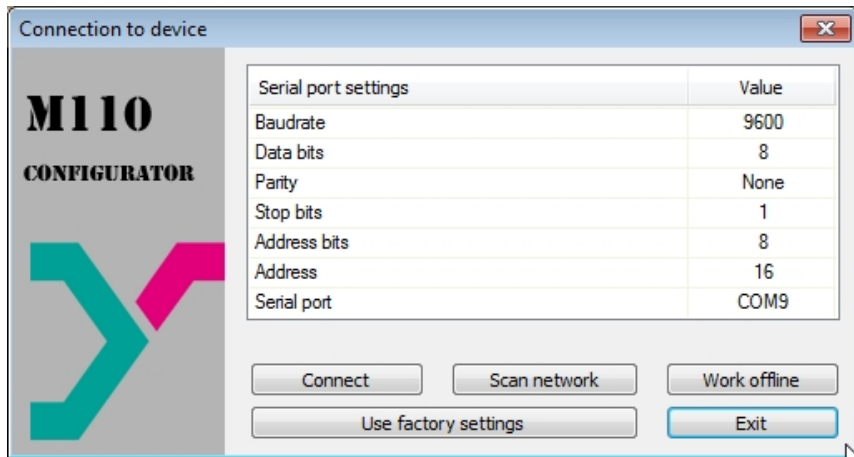 Connection to device
M110
CONFIGURATOR
Serial port settings Value
Baudrate 9600
Data bits 8
Parity None
Stop bits 1
Address bits 8
Address 16
Serial port COM9
Connect Scan network Work offline
Use factory settings Exit